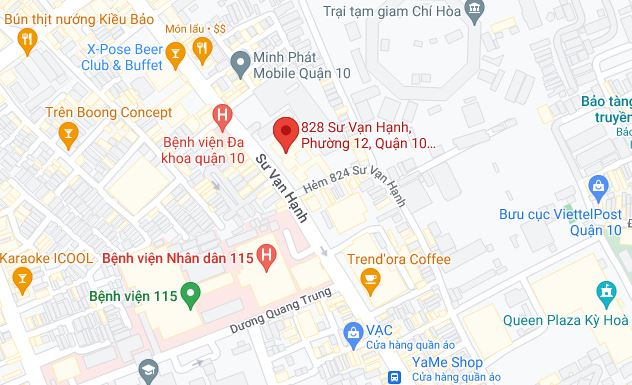 Bún thịt nướng Kiều Bảo
Món lẩu • $$
Trại tạm giam Chí Hòa
X-Pose Beer
Club & Buffet
Minh Phát
Mobile Quận 10
Trên Boong Concept
Bệnh viện Đa
khoa quận 10
828 Sư Vạn Hạnh,
Phường 12, Quận 10...
Bảo tàng
truyền
Bảo
Sư Vạn Hạnh
Hẻm 824 Sư Vạn Hạnh
Bưu cục ViettelPost
Quận 10
Karaoke ICOOL
Bệnh viện Nhân dân 115
Trend'ora Coffee
Bệnh viện 115
Dương Quang Trung
Queen Plaza Kỳ Hoà
VẠC
Cửa hàng quần áo
YaMe Shop
Cửa hàng quần áo